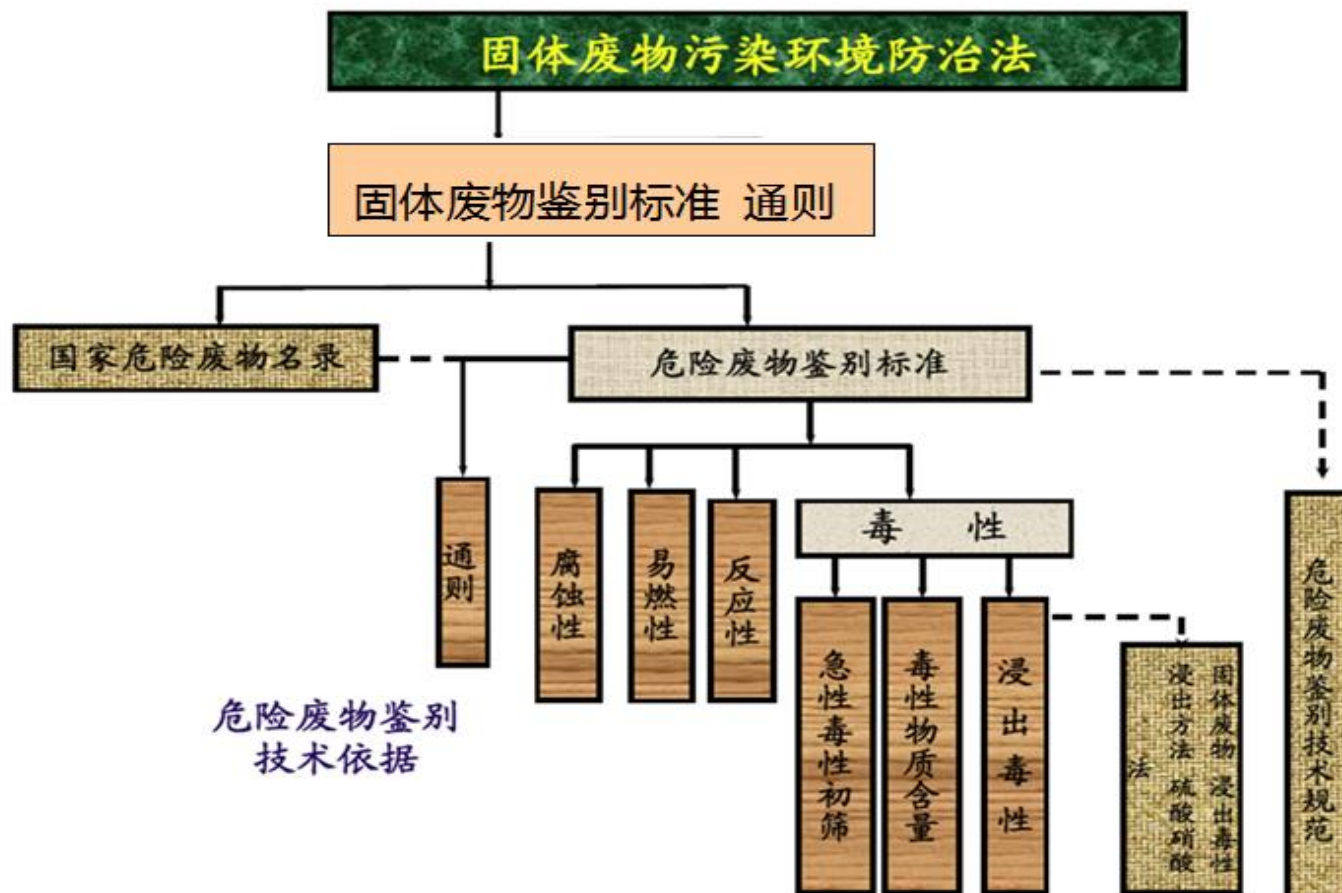 固体废物污染环境防治法
固体废物鉴别标准 通则
国家危险废物名录
危险废物鉴别标准
通则
腐蚀性
易燃性
反应性
毒 性
急性毒性初筛
毒性物质含量
浸出毒性
固体废物 浸出毒性
浸出方法 硫酸硝酸
法
危险废物鉴别技术规范
危险废物鉴别
技术依据